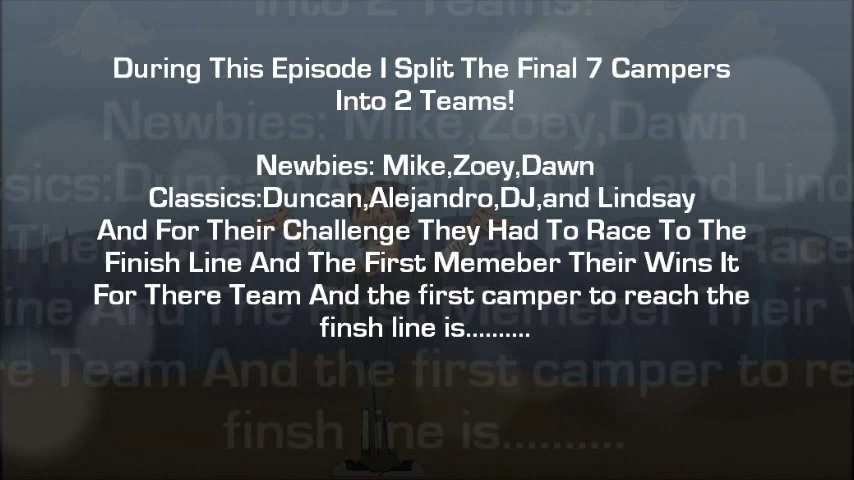 During This Episode I Split The Final 7 Campers
Into 2 Teams!
Newbies: Mike,Zoey,Dawn
Classics:Duncan,Alejandro,DJ,and Lindsay
And For Their Challenge They Had To Race To The
Finish Line And The First Memeber Their Wins It
For There Team And the first camper to reach the
finsh line is..........